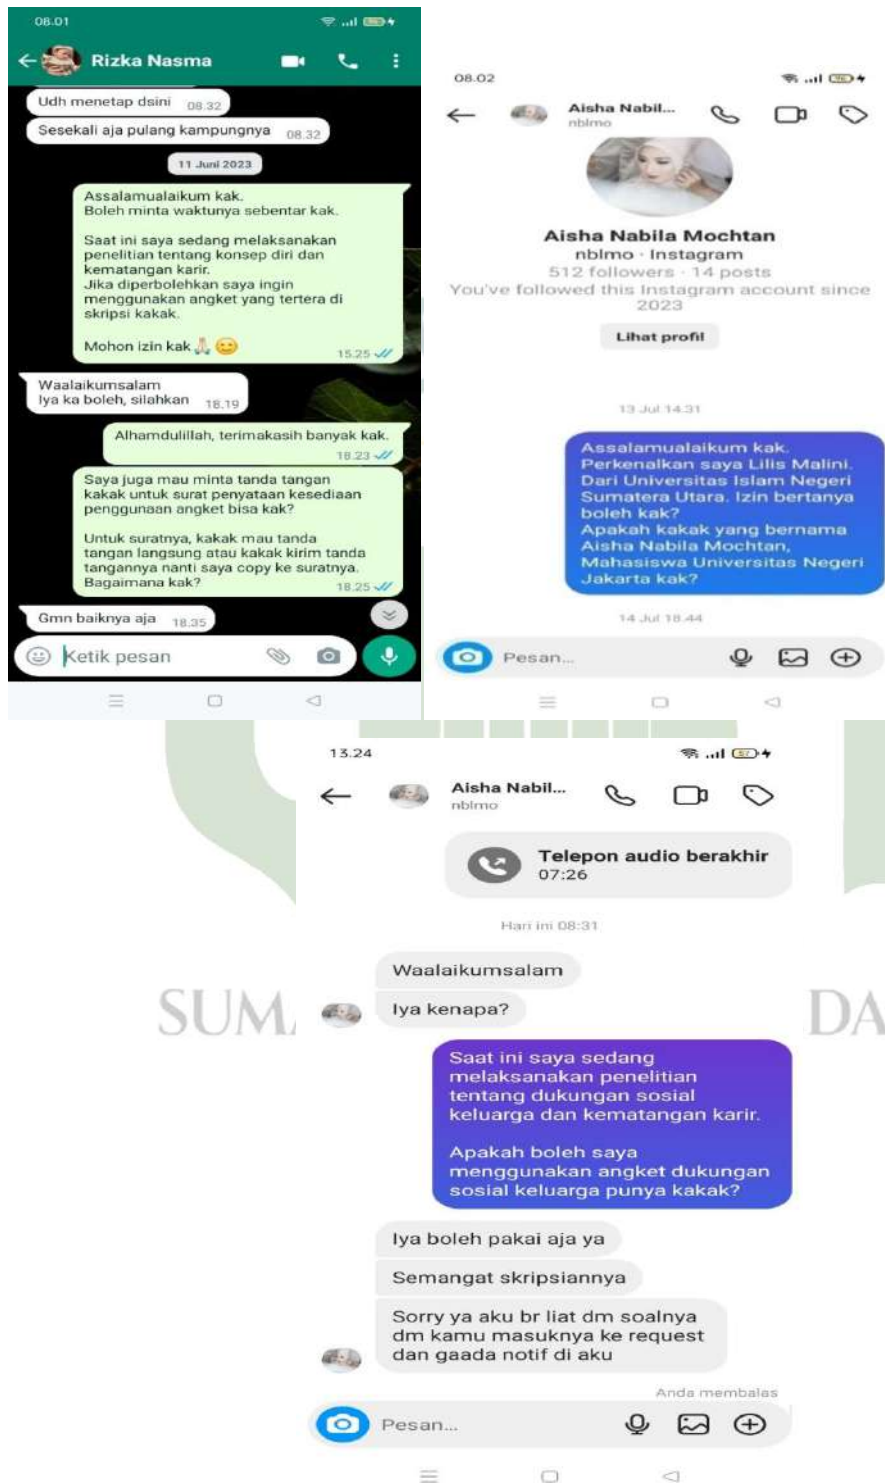 08.01
Rizka Nasma
Udh menetap dsini 08.32
Sesekali aja pulang kampungnya 08.32
11 Juni 2023
Assalamualaikum kak.
Boleh minta waktunya sebentar kak.
Saat ini saya sedang melaksanakan
penelitian tentang konsep diri dan
kematangan karir.
Jika diperbolehkan saya ingin
menggunakan angket yang tertera di
skripsi kakak.
Mohon izin kak🙏🏻😊
15.25
Waalaikumsalam
Iya ka boleh, silahkan 18.19
Alhamdulillah, terimakasih banyak kak.
18.23
Saya juga mau minta tanda tangan
kakak untuk surat penyataan kesediaan
penggunaan angket bisa kak?
Untuk suratnya, kakak mau tanda
tangan langsung atau kakak kirim tanda
tangannya nanti saya copy ke suratnya.
Bagaimana kak?
18.25
Gmn baiknya aja 18.35
Ketik pesan
08.02
Aisha Nabil...
nblmo
Aisha Nabila Mochtan
nblmo · Instagram
512 followers · 14 posts
You've followed this Instagram account since
2023
Lihat profil
13 Jul 14.31
Assalamualaikum kak.
Perkenalkan saya Lilis Malini.
Dari Universitas Islam Negeri
Sumatera Utara. Izin bertanya
boleh kak?
Apakah kakak yang bernama
Aisha Nabila Mochtan,
Mahasiswa Universitas Negeri
Jakarta kak?
14 Jul 18.44
Pesan...
13.24
Aisha Nabil...
nblmo
Telepon audio berakhir
07:26
Hari ini 08:31
Waalaikumsalam
Iya kenapa?
SUM
DA
Saat ini saya sedang
melaksanakan penelitian
tentang dukungan sosial
keluarga dan kematangan karir.
Apakah boleh saya
menggunakan angket dukungan
sosial keluarga punya kakak?
Iya boleh pakai aja ya
Semangat skripsiannya
Sorry ya aku br liat dm soalnya
dm kamu masuknya ke request
dan gaada notif di aku
Anda membalas
Pesan...